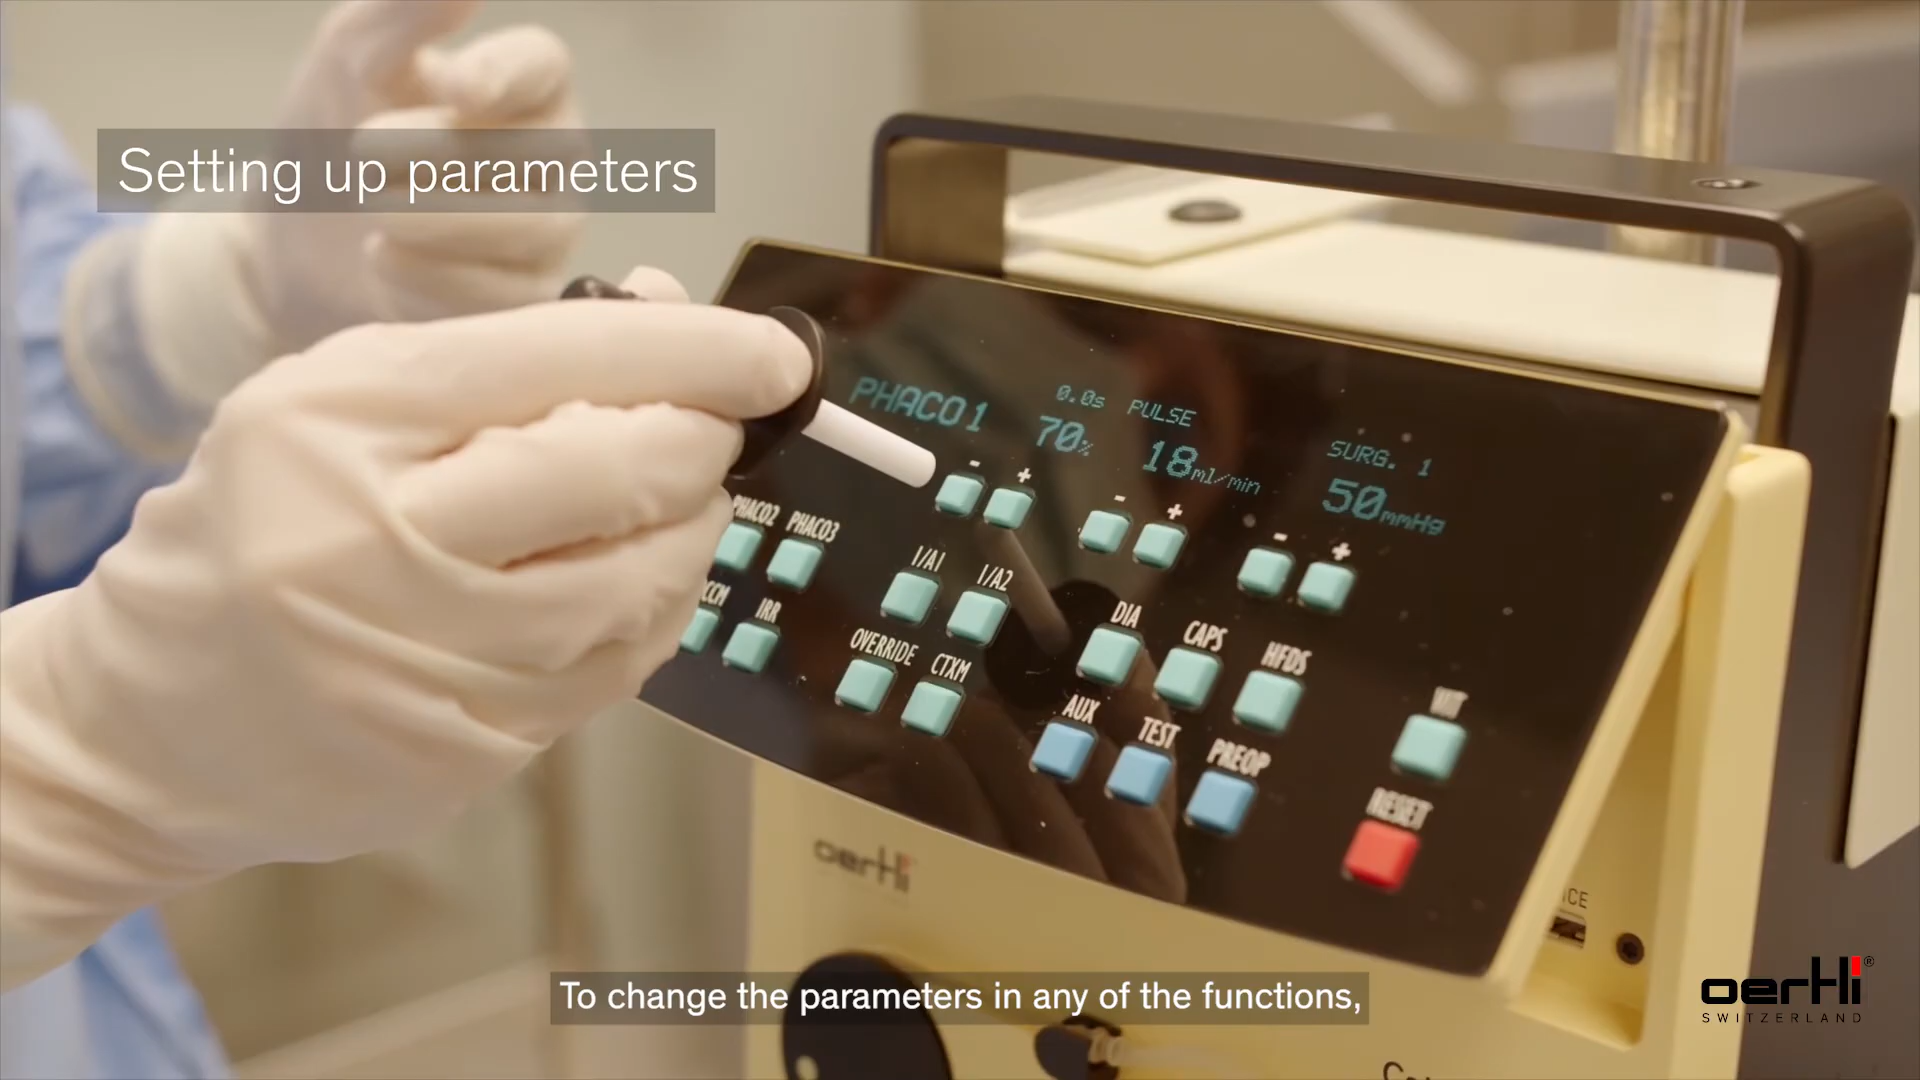 Setting up parameters
PHACO1
0.0s PULSE
70%
18ml/min
SURG. 1
50mmHg
- +
- +
- +
PHACO2 PHACO3
I/A1 I/A2
DIA CAPS HFDS
CCM IRR
OVERRIDE CTXM
VIT
AUX TEST PREOP
RESET
oertli
To change the parameters in any of the functions,
oertli®
SWITZERLAND